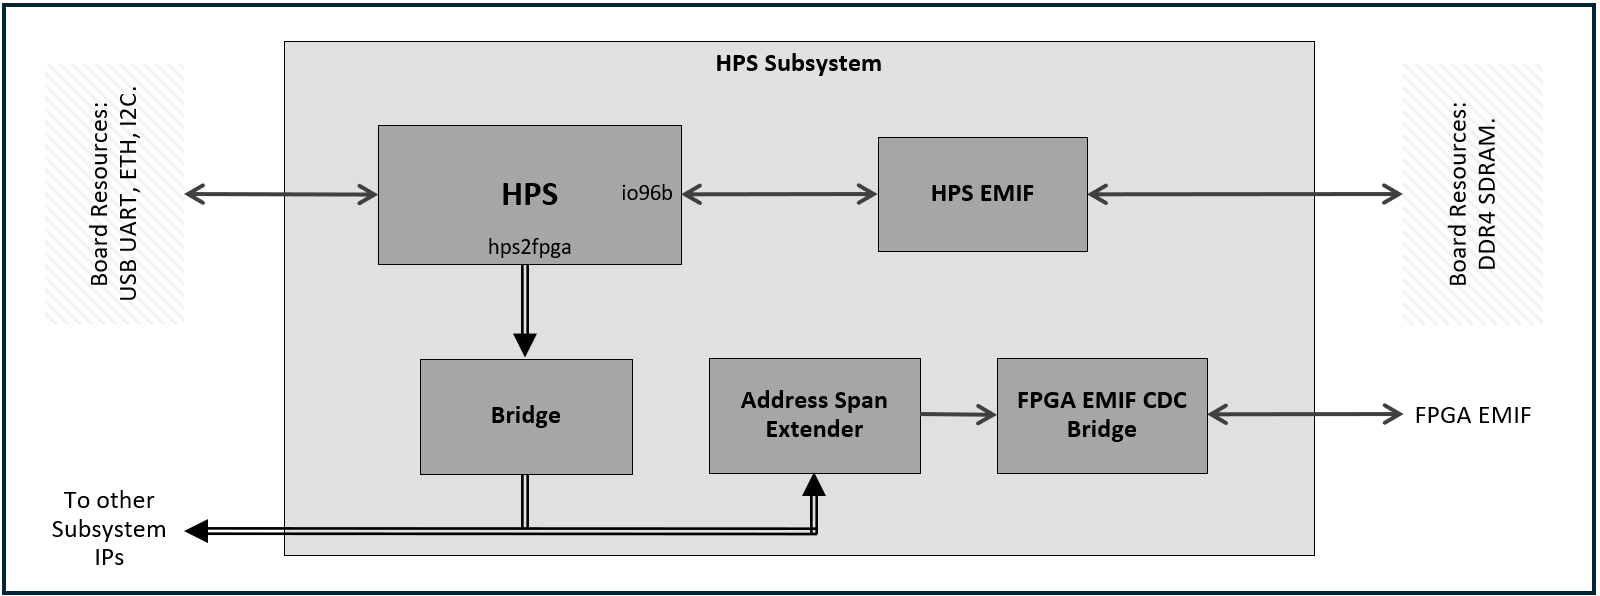 HPS Subsystem
Board Resources:
USB UART, ETH, I2C.
HPS
io96b
hps2fpga
HPS EMIF
Board Resources:
DDR4 SDRAM.
Bridge
Address Span
Extender
FPGA EMIF CDC
Bridge
FPGA EMIF
To other
Subsystem
IPs